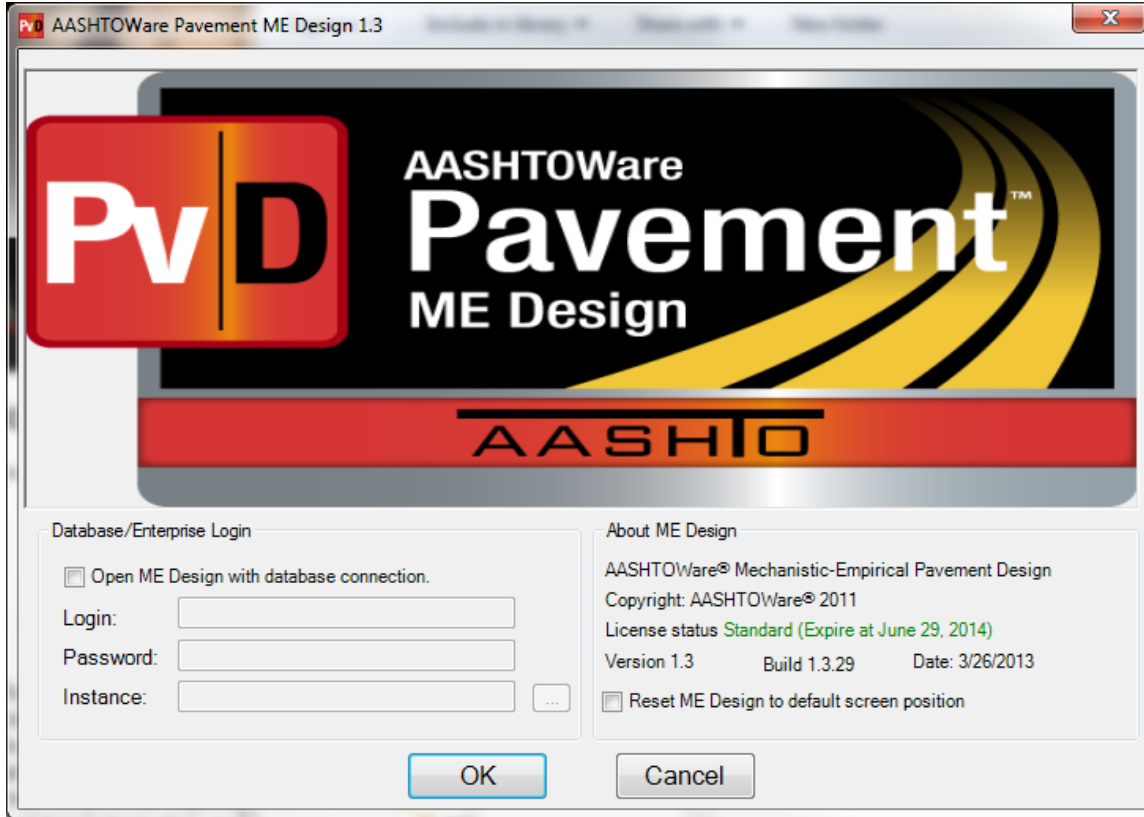 PvD AASHTOWare Pavement ME Design 1.3
PvD
AASHTOWare
Pavement™
ME Design
AASHTO
Database/Enterprise Login
Open ME Design with database connection.
Login:
Password:
Instance:
...
About ME Design
AASHTOWare® Mechanistic-Empirical Pavement Design
Copyright: AASHTOWare® 2011
License status Standard (Expire at June 29, 2014)
Version 1.3 Build 1.3.29 Date: 3/26/2013
Reset ME Design to default screen position
OK
Cancel